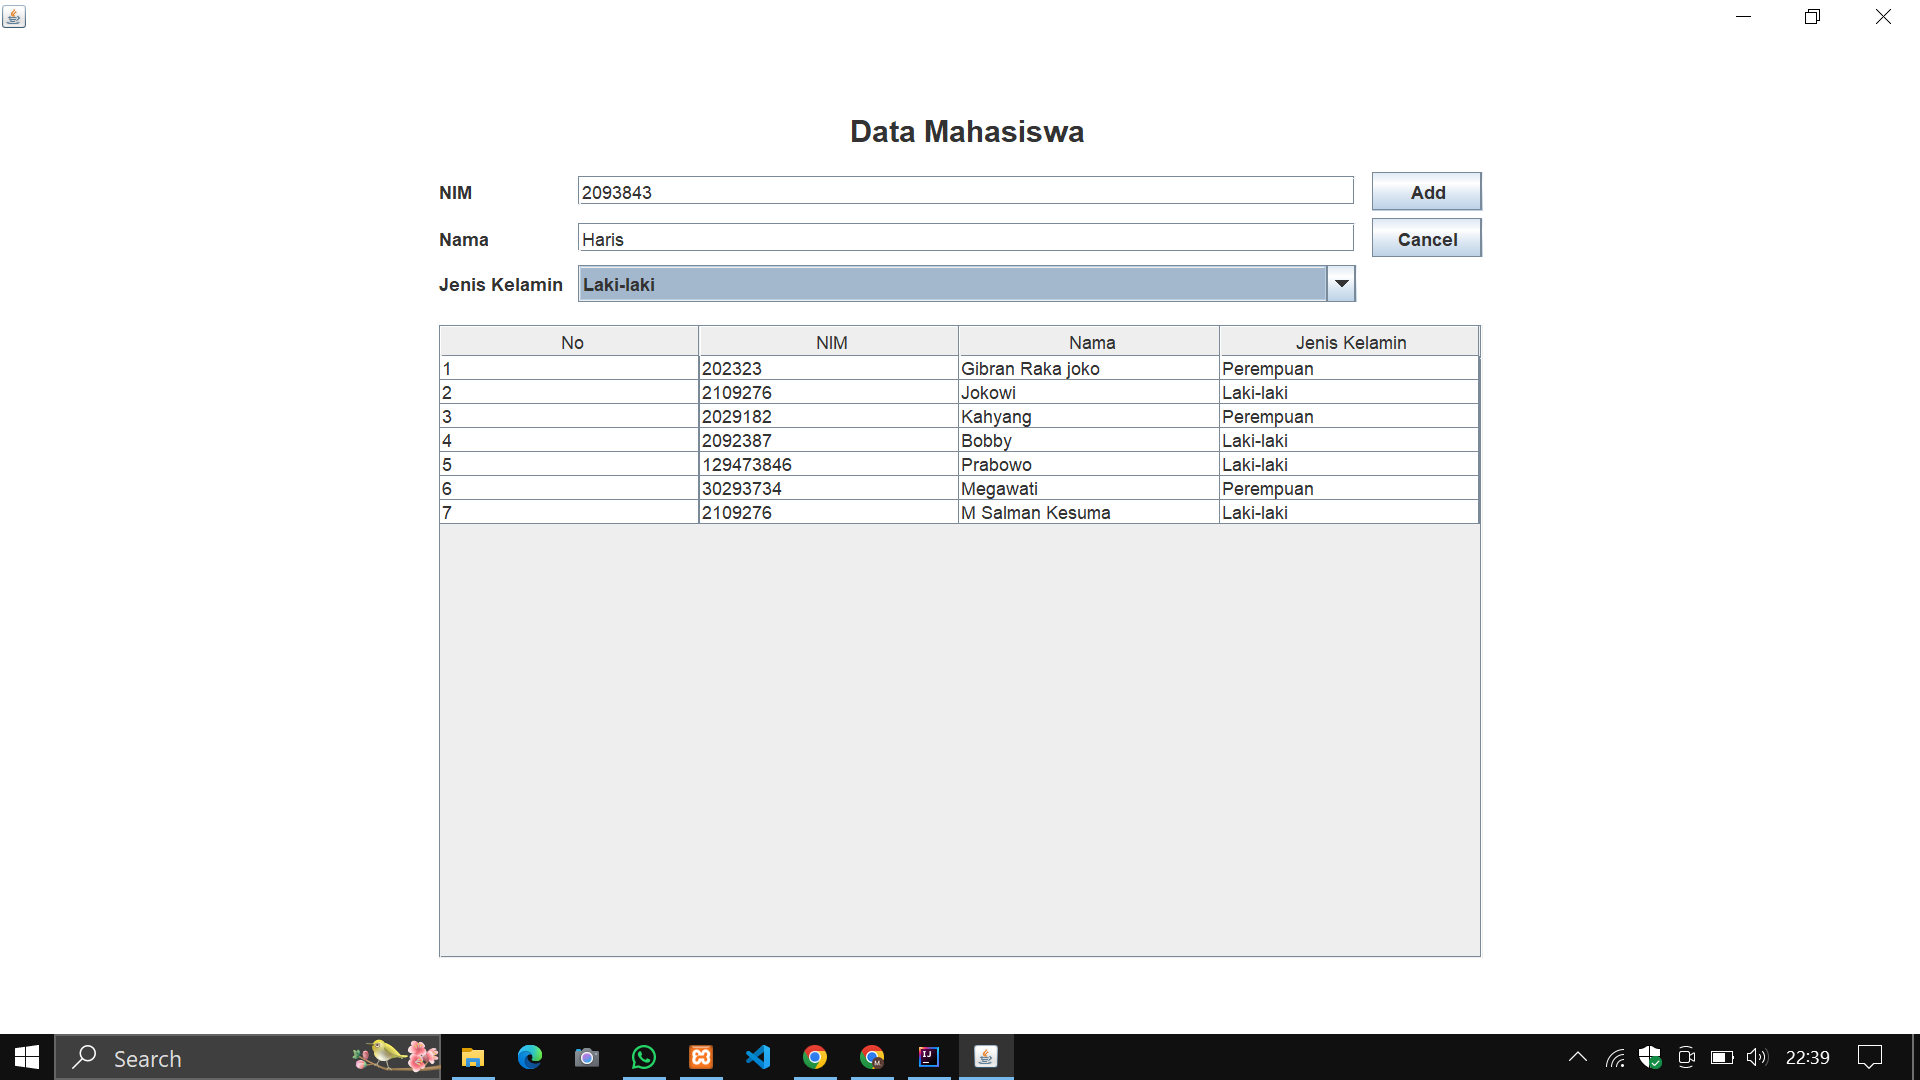 Data Mahasiswa
NIM 2093843 Add
Nama Haris Cancel
Jenis Kelamin Laki-laki
No NIM Nama Jenis Kelamin
1 202323 Gibran Raka joko Perempuan
2 2109276 Jokowi Laki-laki
3 2029182 Kahyang Perempuan
4 2092387 Bobby Laki-laki
5 129473846 Prabowo Laki-laki
6 30293734 Megawati Perempuan
7 2109276 M Salman Kesuma Laki-laki
Search 22:39